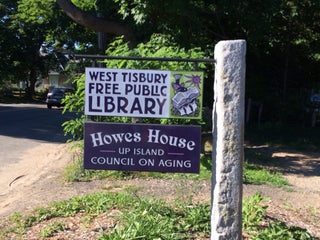 WEST TISBURY
FREE PUBLIC
LIBRARY
Howes House
UP ISLAND
COUNCIL ON AGING